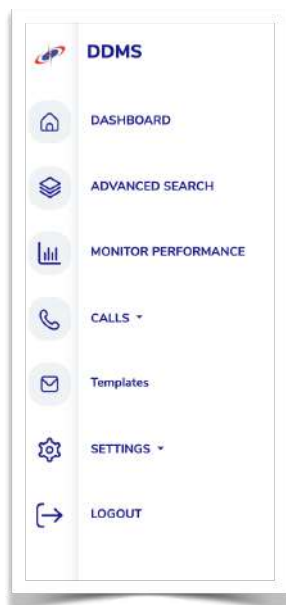 DDMS
DASHBOARD
ADVANCED SEARCH
MONITOR PERFORMANCE
CALLS
Templates
SETTINGS
LOGOUT